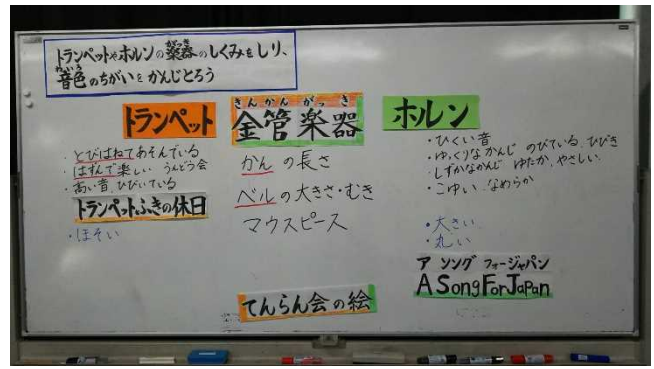 トランペットやホルンの楽器のしくみをしり、
音色のちがいをかんじとろう
トランペット
・とびはねてあそんでいる
・はずんで楽しい うんどう会
・高い音、ひびいている
トランペットふきの休日
・ほそい
きんかんがっき
金管楽器
かんの長さ
ベルの大きさ・むき
マウスピース
てんらん会の絵
ホルン
・ひくい音
・ゆっくりなかんじ のびている、ひびき
しずかなかんじ ゆたか、やさしい
・こゆい、なめらか
・大きい
・丸い
ア ソング フォージャパン
A Song For Japan